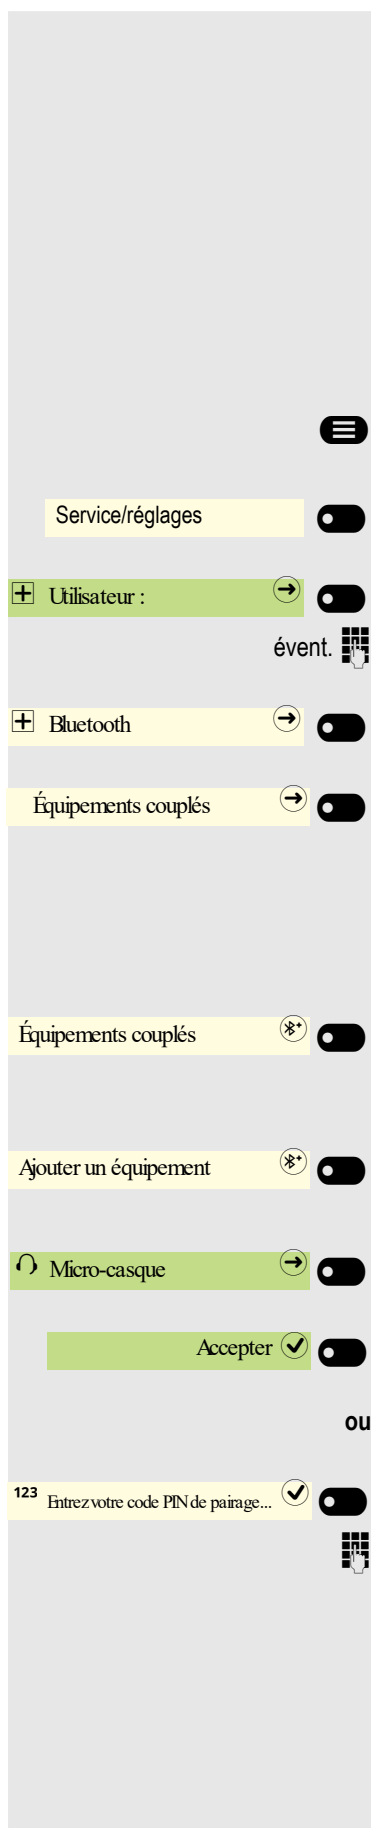 Service/réglages
Utilisateur :
évent.
Bluetooth
Équipements couplés
Équipements couplés
Ajouter un équipement
Micro-casque
Accepter
ou
123 Entrez votre code PIN de pairage...